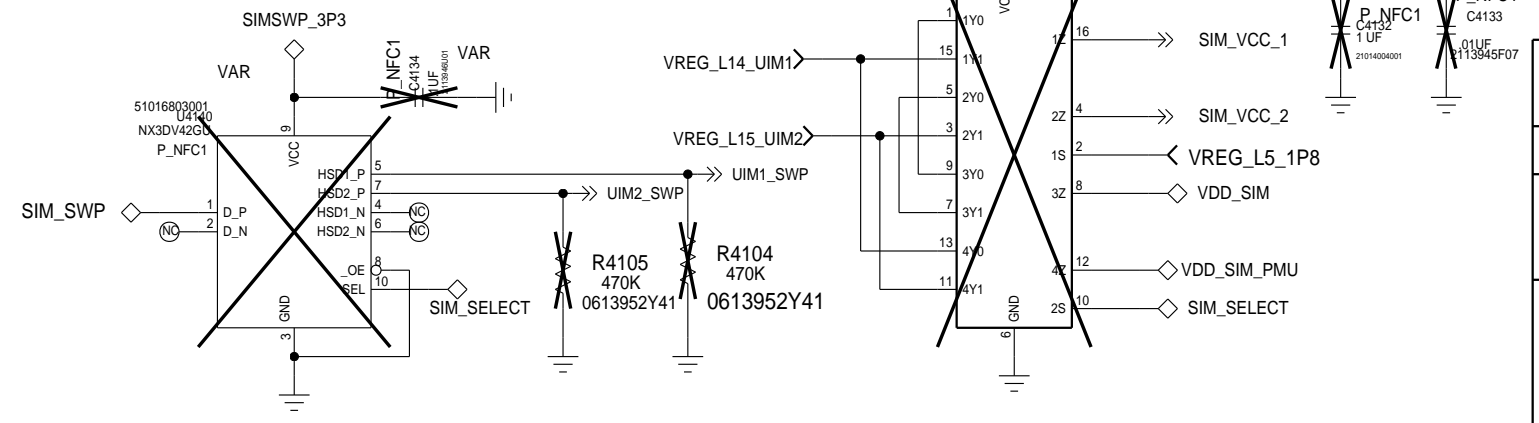 SIMSWP_3P3
VAR
P_NFC1
C4134
.1UF
2113946U01
VAR
51016803001
U4140
NX3DV42GU
P_NFC1
9
VCC
HSD1_P
5
UIM1_SWP
HSD2_P
7
UIM2_SWP
SIM_SWP
1
D_P
HSD1_N
4
NC
NC
2
D_N
HSD2_N
6
NC
_OE
8
SEL
10
SIM_SELECT
GND
3
R4105
470K
0613952Y41
R4104
470K
0613952Y41
1
1Y0
VREG_L14_UIM1
15
1Y1
5
2Y0
VREG_L15_UIM2
3
2Y1
9
3Y0
7
3Y1
13
4Y0
11
4Y1
GND
6
1Z
16
SIM_VCC_1
2Z
4
SIM_VCC_2
1S
2
VREG_L5_1P8
3Z
8
VDD_SIM
4Z
12
VDD_SIM_PMU
2S
10
SIM_SELECT
P_NFC1
C4132
1 UF
21014004001
C4133
.01UF
2113945F07